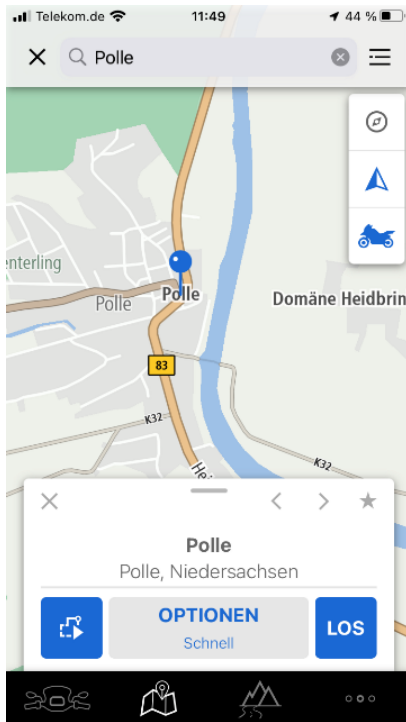 Telekom.de 11:49 44 %
Polle
enterling
Polle Polle Domäne Heidbrin
83
K32
K32
Hei
Polle
Polle, Niedersachsen
OPTIONEN
Schnell
LOS